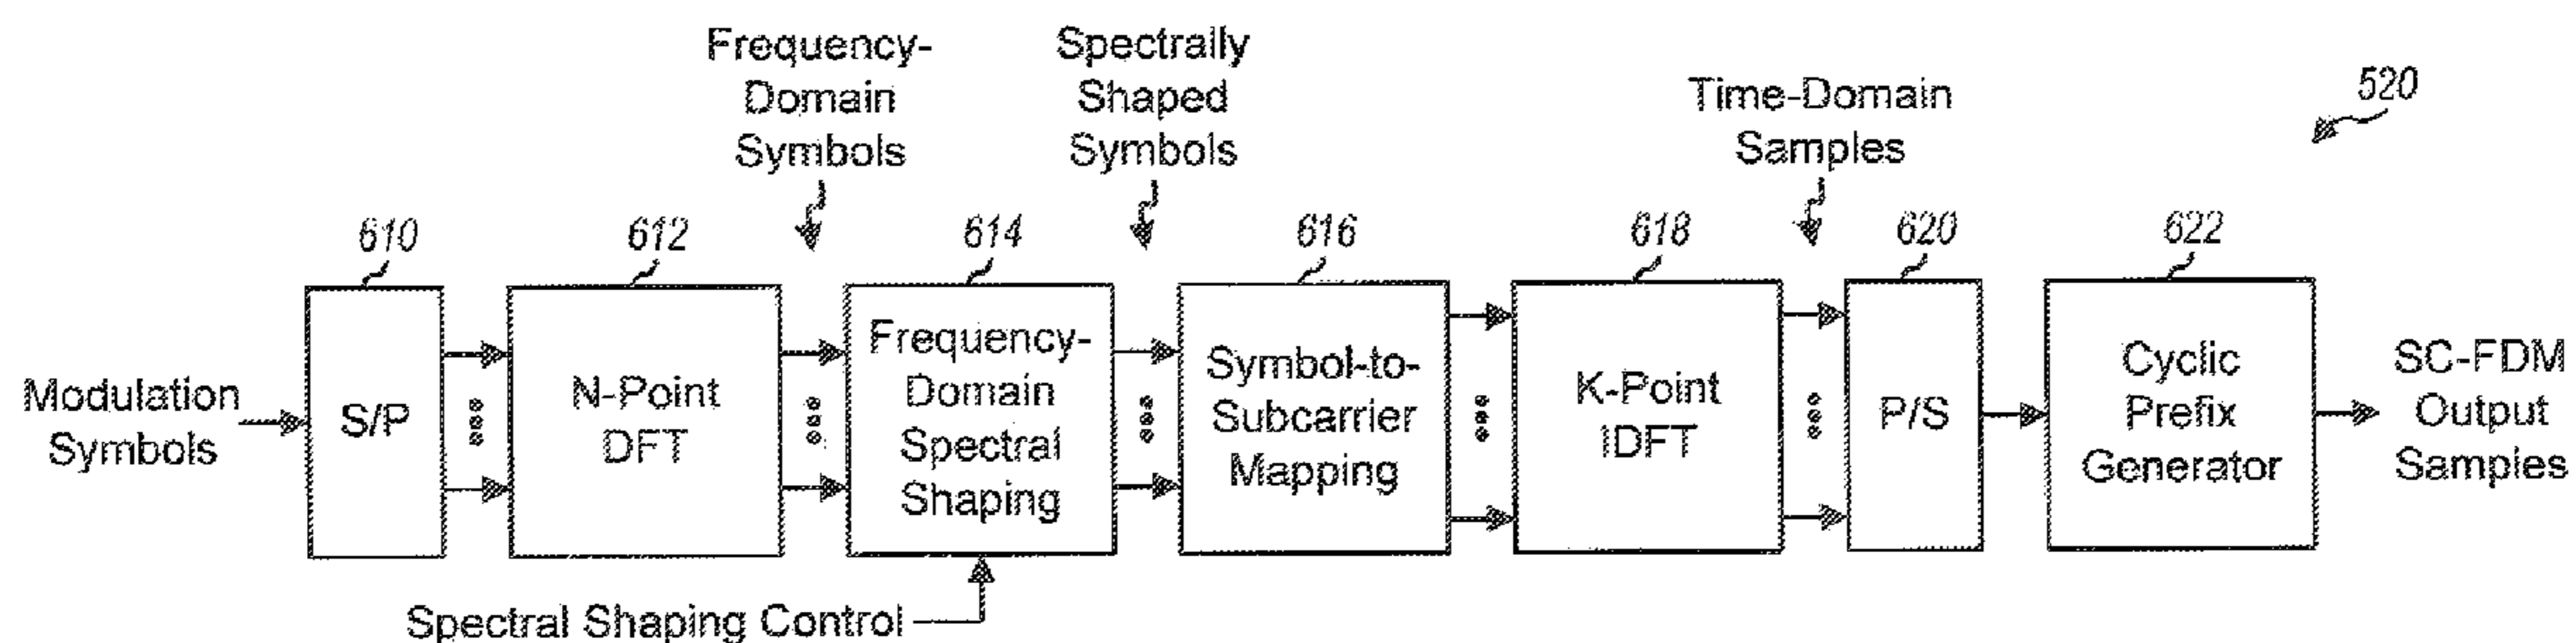 Frequency-
Domain
Symbols
Spectrally
Shaped
Symbols
Time-Domain
Samples
520
610
612
614
616
618
620
622
Modulation
Symbols
S/P
N-Point
DFT
Frequency-
Domain
Spectral
Shaping
Symbol-to-
Subcarrier
Mapping
K-Point
IDFT
P/S
Cyclic
Prefix
Generator
SC-FDM
Output
Samples
Spectral Shaping Control